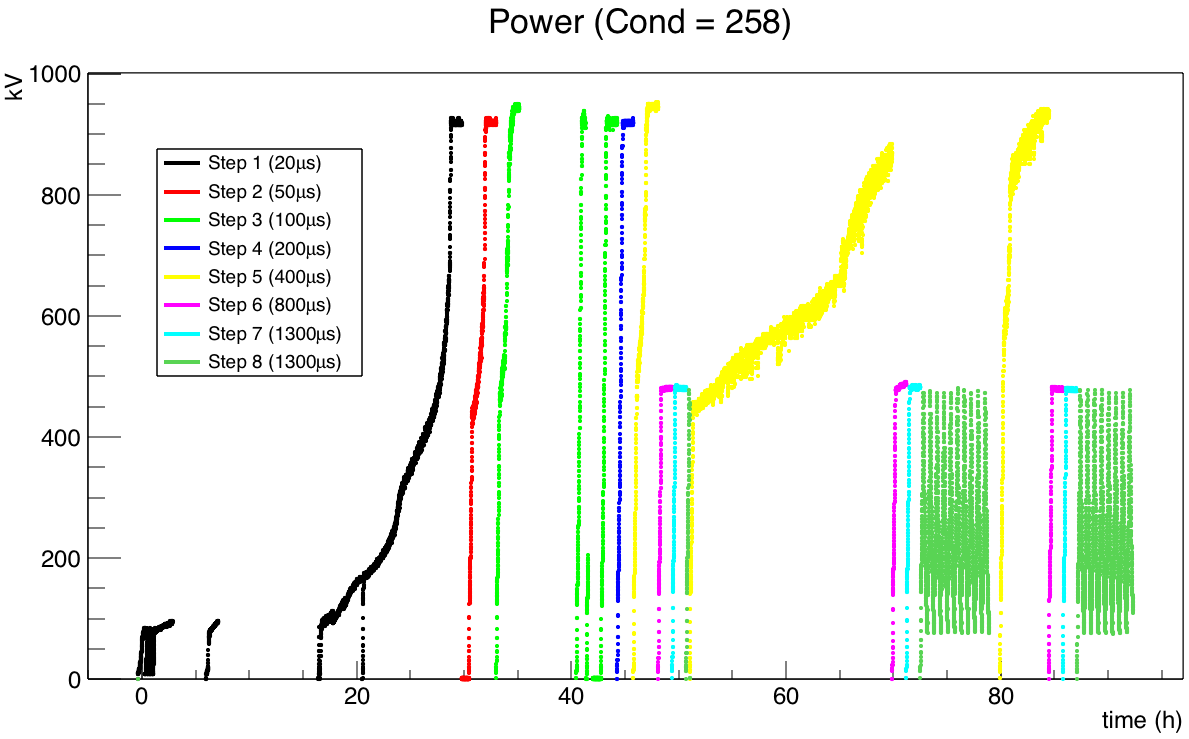 Power (Cond = 258)
kV
1000
800
600
400
200
0
Step 1 (20μs)
Step 2 (50μs)
Step 3 (100μs)
Step 4 (200μs)
Step 5 (400μs)
Step 6 (800μs)
Step 7 (1300μs)
Step 8 (1300μs)
0 20 40 60 80
time (h)